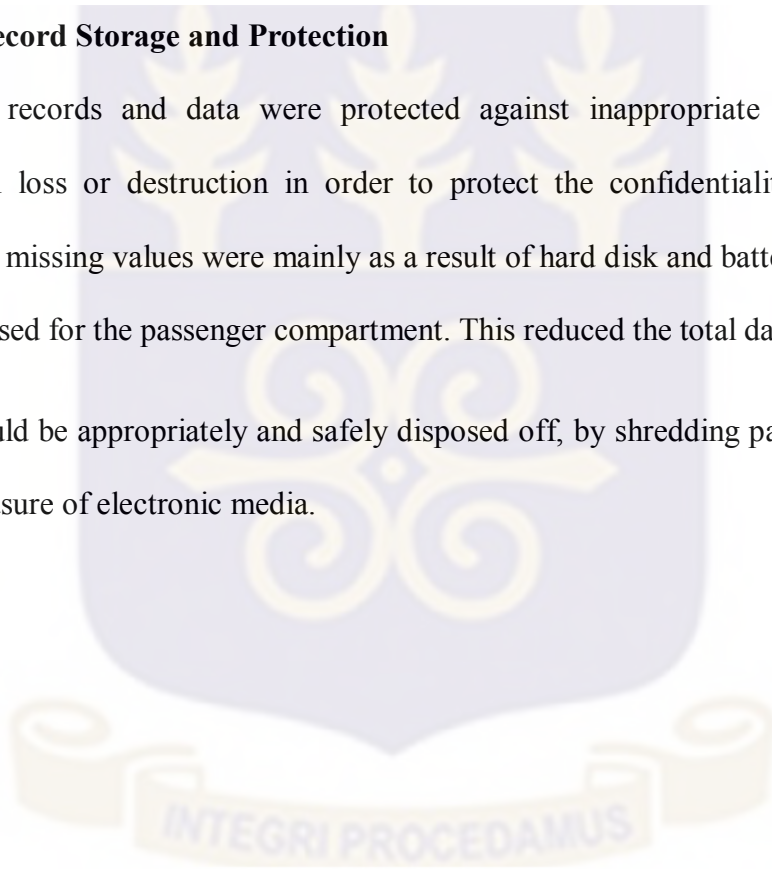 ecord Storage and Protection
records and data were protected against inappropriate
loss or destruction in order to protect the confidentiali
missing values were mainly as a result of hard disk and batt
sed for the passenger compartment. This reduced the total da
uld be appropriately and safely disposed off, by shredding pa
sure of electronic media.
INTEGRI PROCEDAMUS